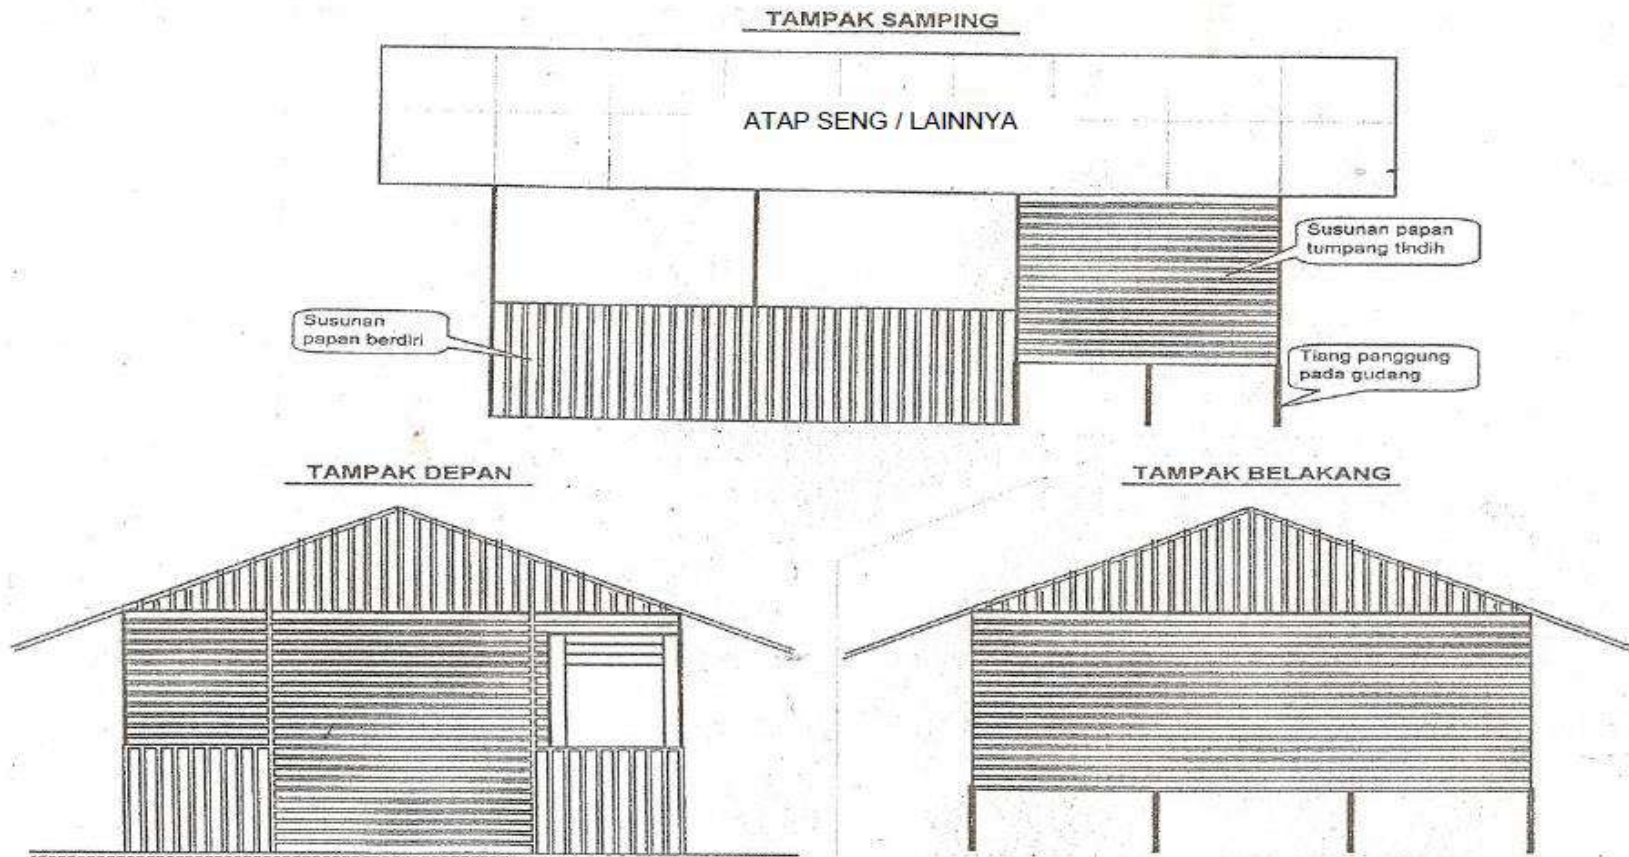 TAMPAK SAMPING
ATAP SENG / LAINNYA
Susunan papan
tumpang tindih
Susunan
papan berdiri
Tiang panggung
pada gudang
TAMPAK DEPAN
TAMPAK BELAKANG